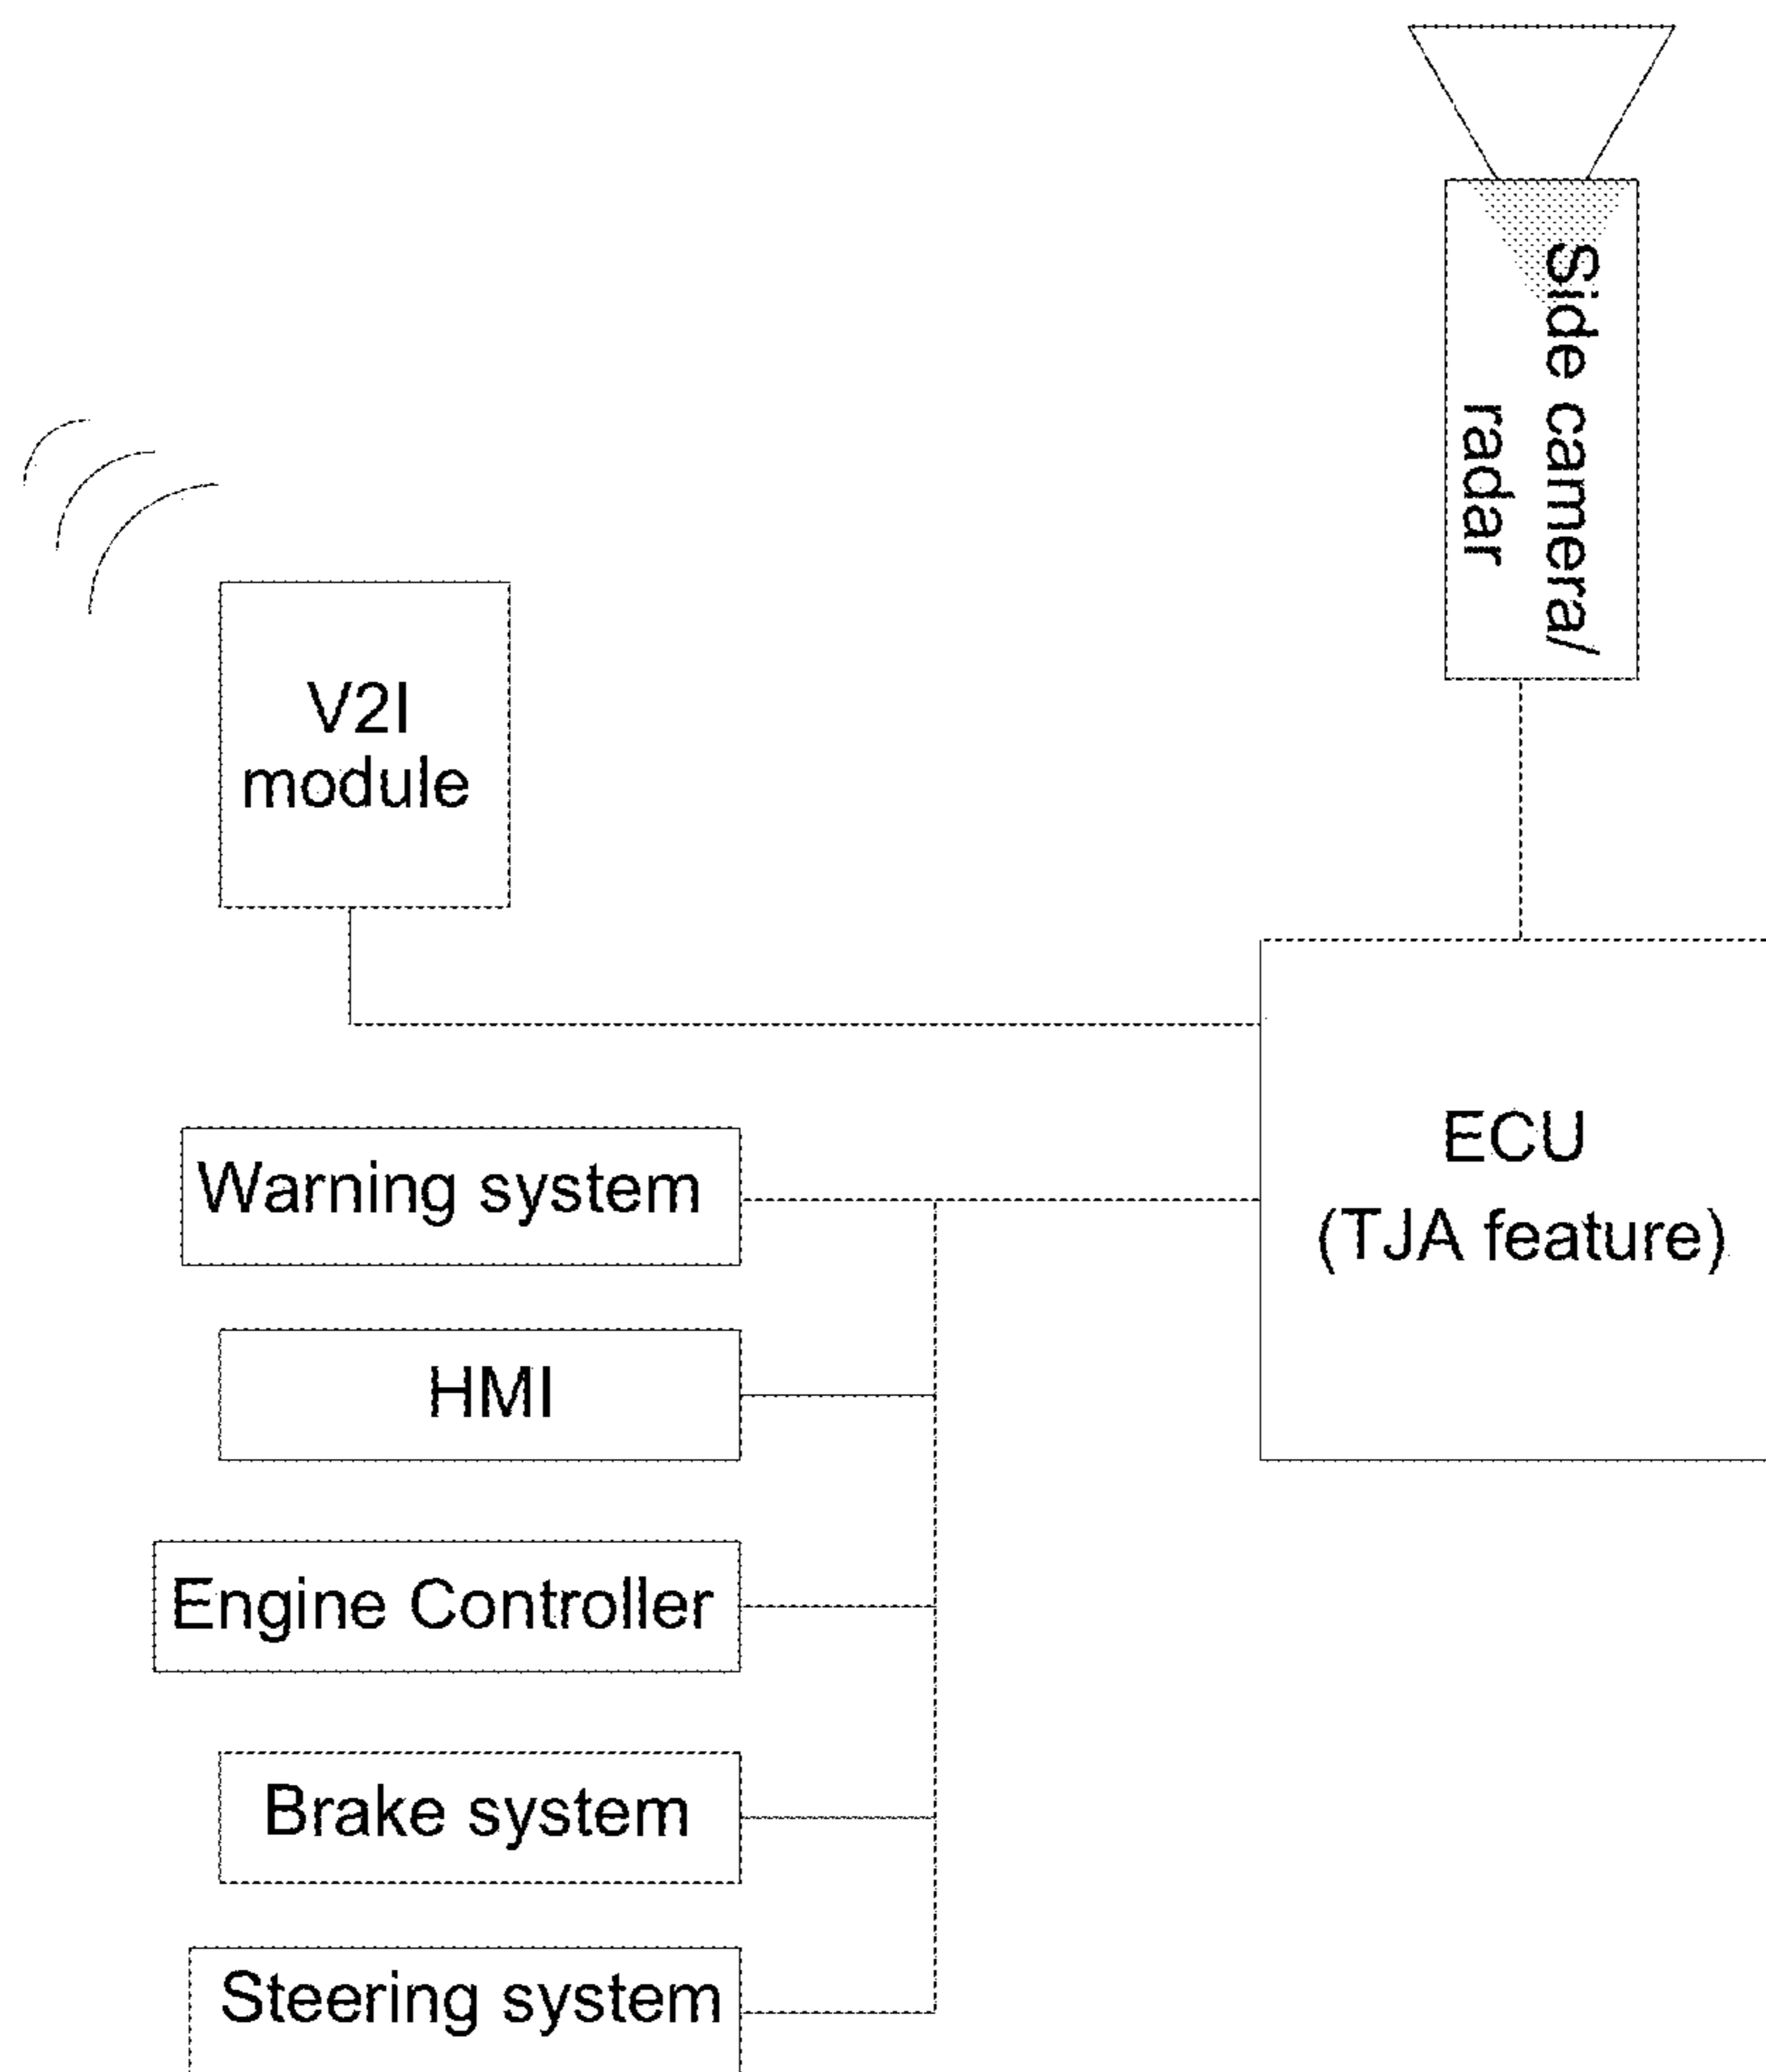 Side camera/
radar
V2I
module
ECU
(TJA feature)
Warning system
HMI
Engine Controller
Brake system
Steering system